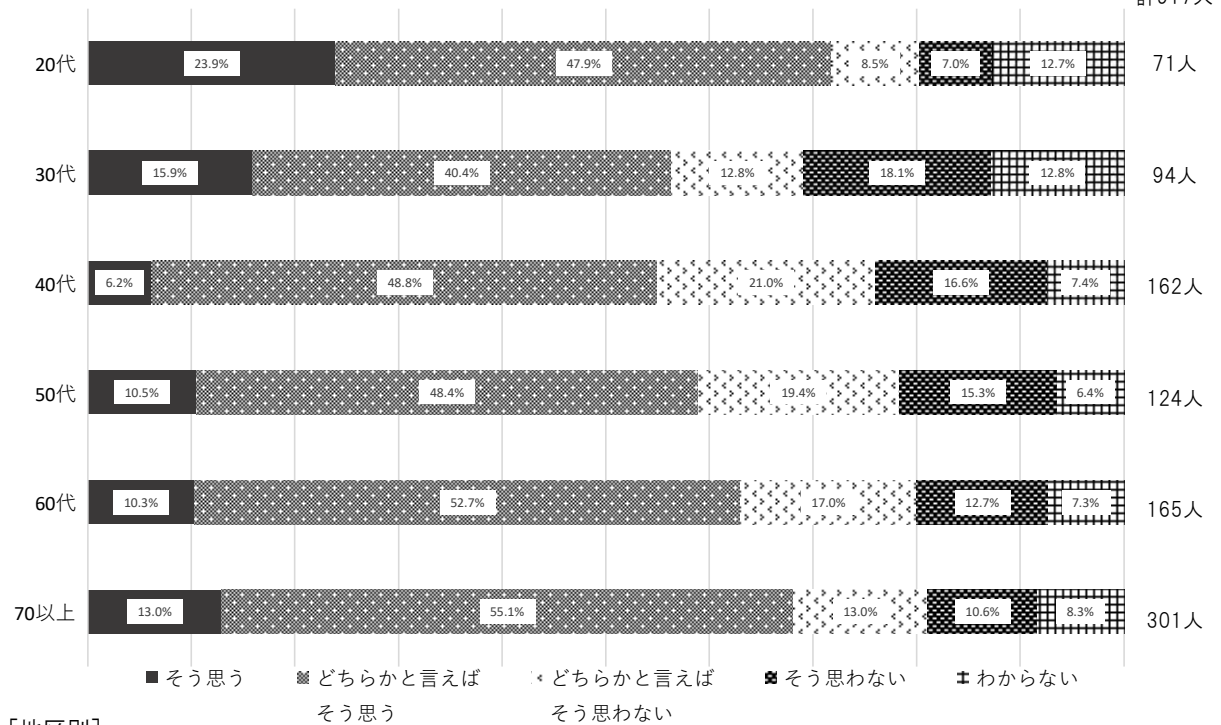 20代 23.9% 47.9% 8.5% 7.0% 12.7% 71人
30代 15.9% 40.4% 12.8% 18.1% 12.8% 94人
40代 6.2% 48.8% 21.0% 16.6% 7.4% 162人
50代 10.5% 48.4% 19.4% 15.3% 6.4% 124人
60代 10.3% 52.7% 17.0% 12.7% 7.3% 165人
70以上 13.0% 55.1% 13.0% 10.6% 8.3% 301人
そう思う どちらかと言えば どちらかと言えば そう思わない わからない
そう思う そう思わない